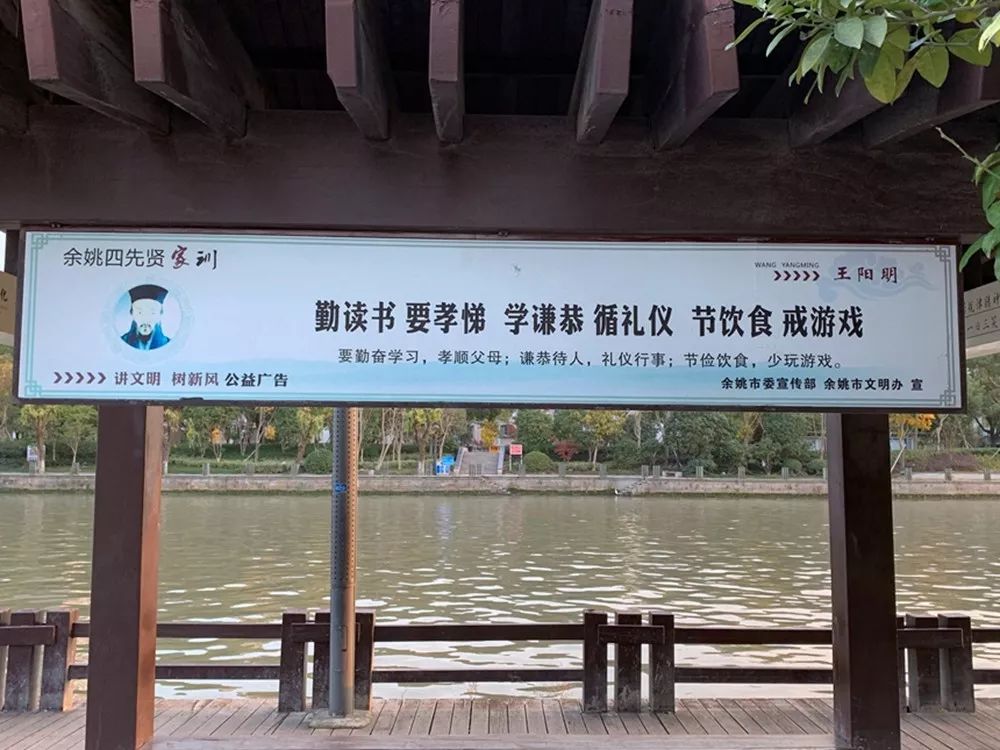 余姚四先贤家训
WANG YANGMING
>>>>> 王阳明
勤读书 要孝悌 学谦恭 循礼仪 节饮食 戒游戏
要勤奋学习，孝顺父母；谦恭待人，礼仪行事；节俭饮食，少玩游戏。
>>>>> 讲文明 树新风 公益广告
余姚市委宣传部 余姚市文明办 宣